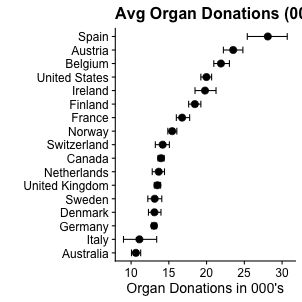 Avg Organ Donations (00
Spain
Austria
Belgium
United States
Ireland
Finland
France
Norway
Switzerland
Canada
Netherlands
United Kingdom
Sweden
Denmark
Germany
Italy
Australia
10 15 20 25 30
Organ Donations in 000's